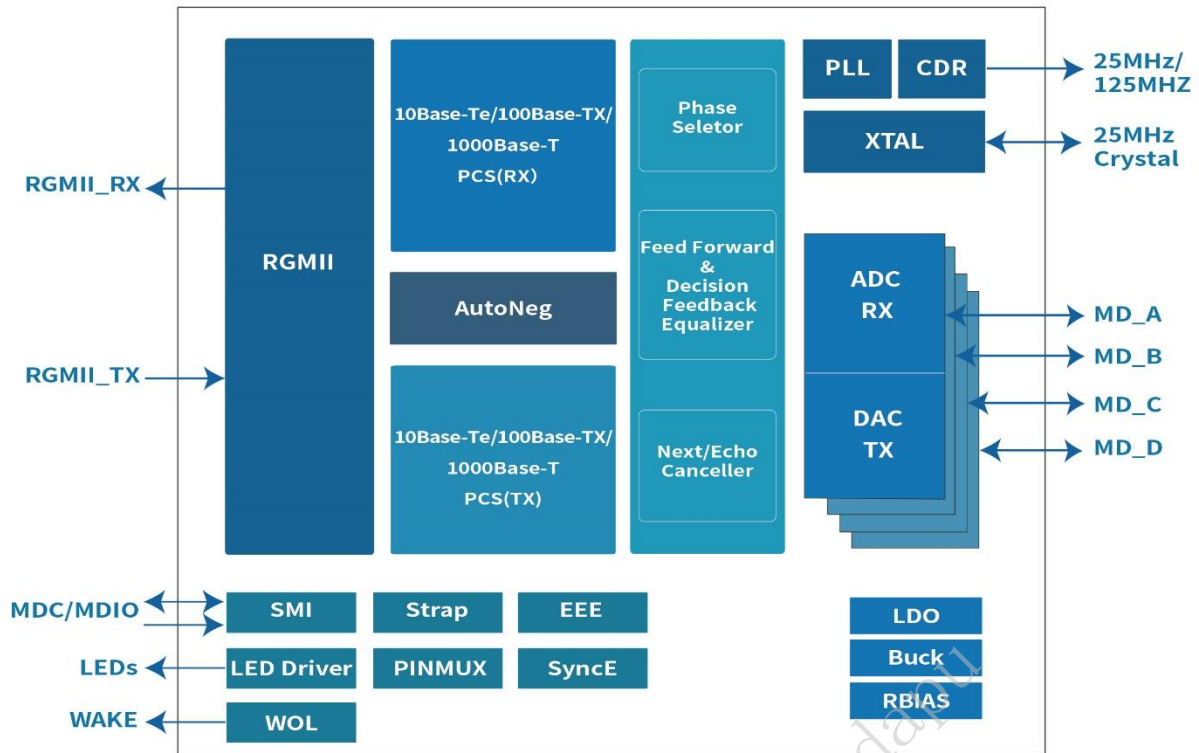 RGMII_RX
RGMII_TX
RGMII
10Base-Te/100Base-TX/
1000Base-T
PCS(RX)
AutoNeg
10Base-Te/100Base-TX/
1000Base-T
PCS(TX)
Phase
Seletor
Feed Forward
&
Decision
Feedback
Equalizer
Next/Echo
Canceller
PLL
CDR
25MHz/
125MHZ
XTAL
25MHz
Crystal
ADC
RX
DAC
TX
MD_A
MD_B
MD_C
MD_D
MDC/MDIO
SMI
Strap
EEE
LEDs
LED Driver
PINMUX
SyncE
WAKE
WOL
LDO
Buck
RBIAS
dapu